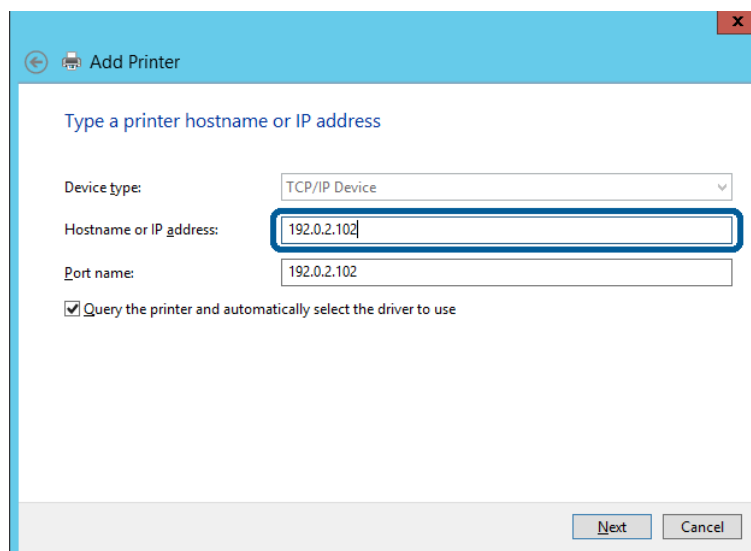 x
Add Printer
Type a printer hostname or IP address
Device type: TCP/IP Device
Hostname or IP address: 192.0.2.102
Port name: 192.0.2.102
Query the printer and automatically select the driver to use
Next Cancel